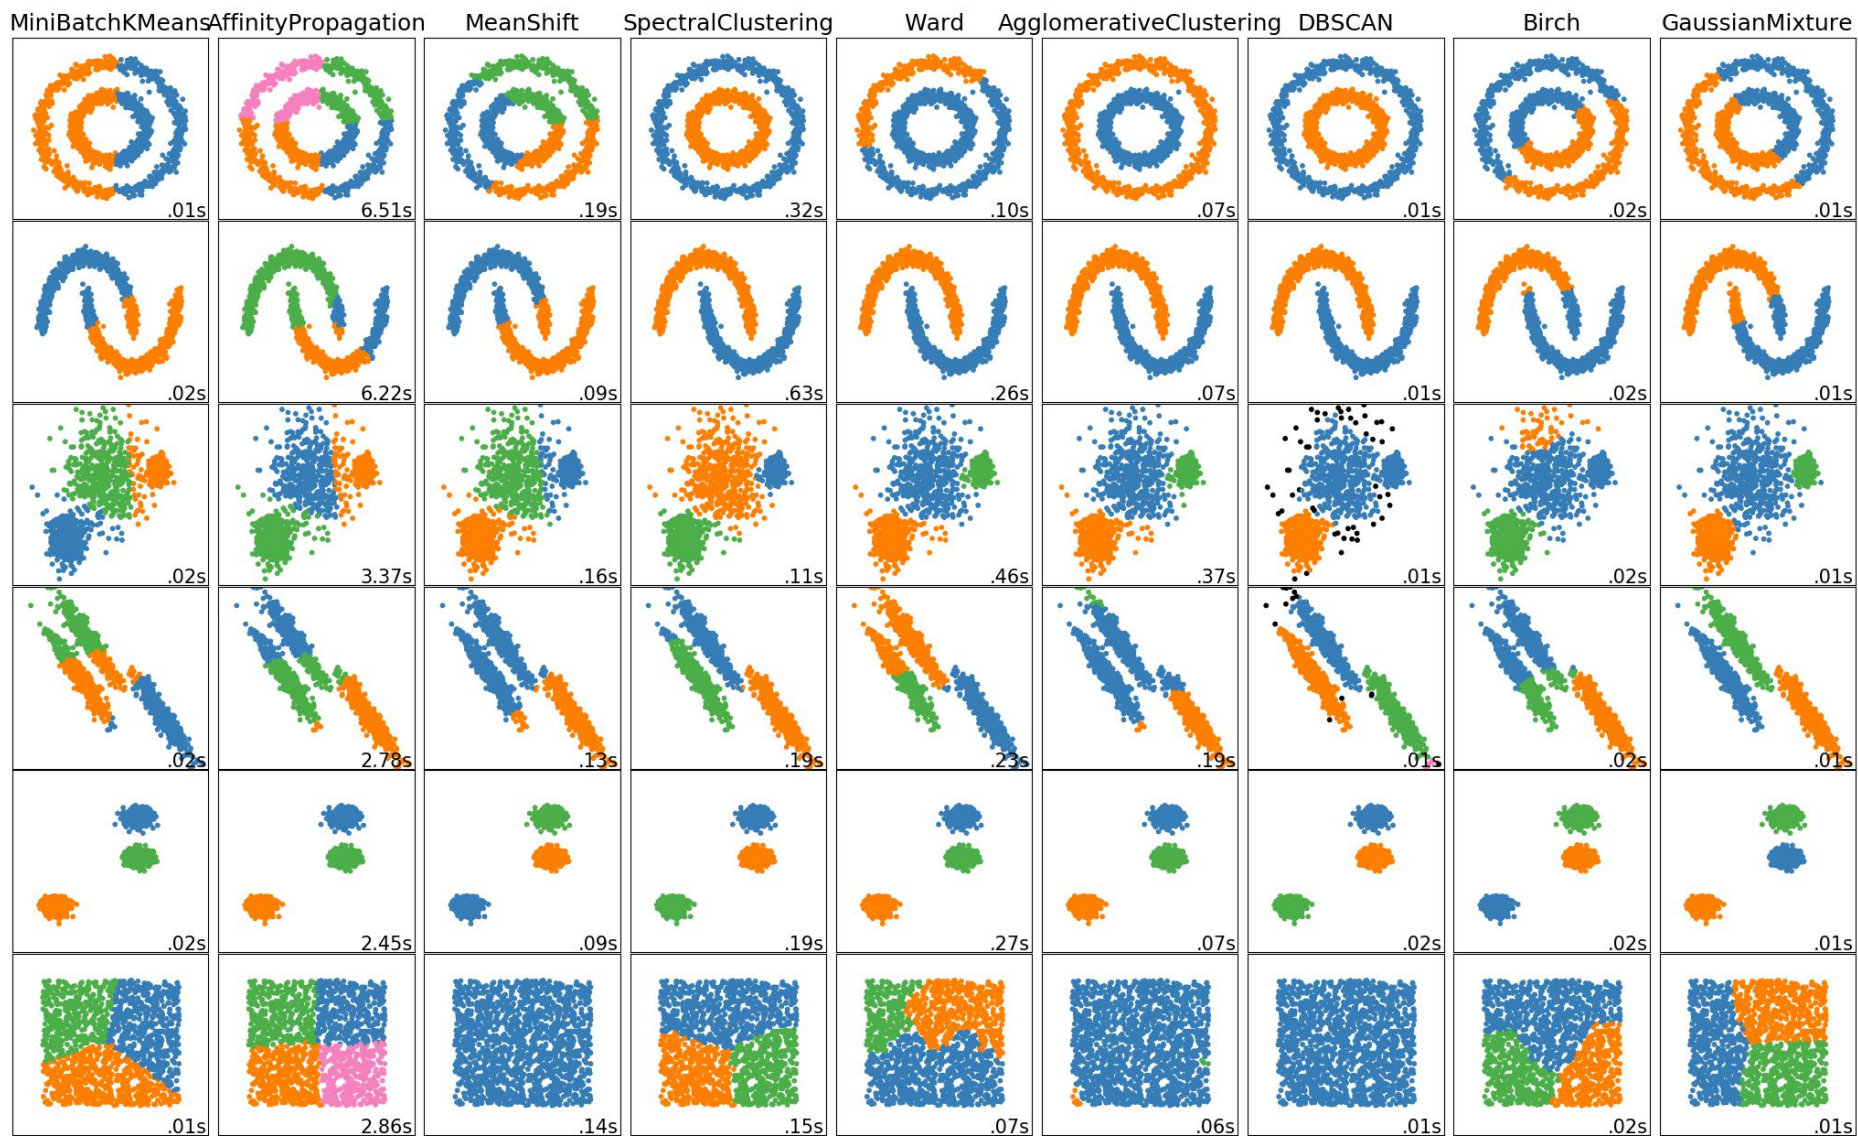 MiniBatchKMeans AffinityPropagation MeanShift SpectralClustering Ward AgglomerativeClustering DBSCAN Birch GaussianMixture
.01s 6.51s .19s .32s .10s .07s .01s .02s .01s
.02s 6.22s .09s .63s .26s .07s .01s .02s .01s
.02s 3.37s .16s .11s .46s .37s .01s .02s .01s
.02s 2.78s .13s .19s .23s .19s .01s .02s .01s
.02s 2.45s .09s .19s .27s .07s .02s .02s .01s
.01s 2.86s .14s .15s .07s .06s .01s .02s .01s